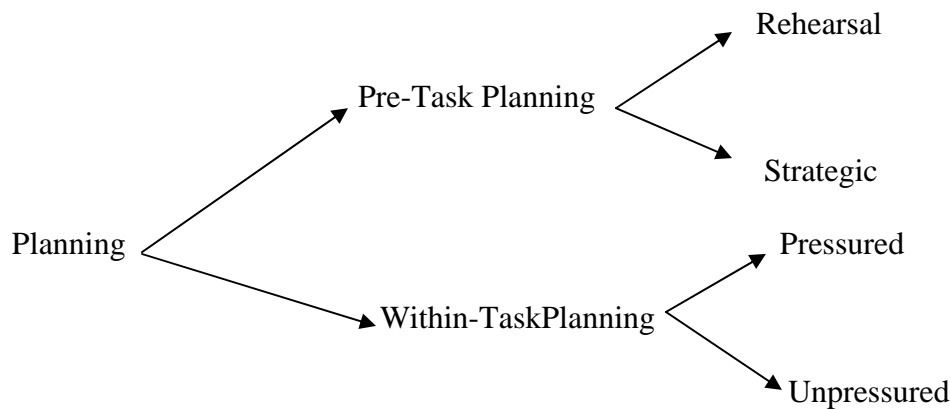 Rehearsal
Pre-Task Planning
Strategic
Planning
Pressured
Within-TaskPlanning
Unpressured